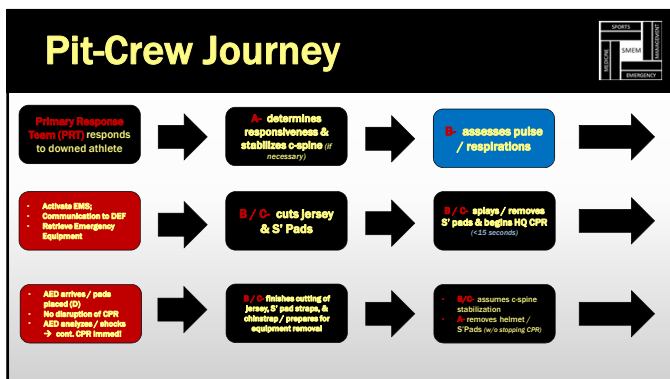 Pit-Crew Journey
SPORTS
MEDICINE
SMEM
MANAGEMENT
EMERGENCY
Primary Response
Team (PRT) responds
to downed athlete
A- determines
responsiveness &
stabilizes c-spine (if
necessary)
B- assesses pulse
/ respirations
• Activate EMS;
• Communication to DEF
• Retrieve Emergency
Equipment
B / C- cuts jersey
& S' Pads
B / C- splays / removes
S' pads & begins HQ CPR
(<15 seconds)
• AED arrives / pads
placed (D)
• No disruption of CPR
• AED analyzes / shocks
→ cont. CPR immed!
B / C- finishes cutting of
jersey, S' pad straps, &
chinstrap / prepares for
equipment removal
• B/C- assumes c-spine
stabilization
• A- removes helmet /
S'Pads (w/o stopping CPR)